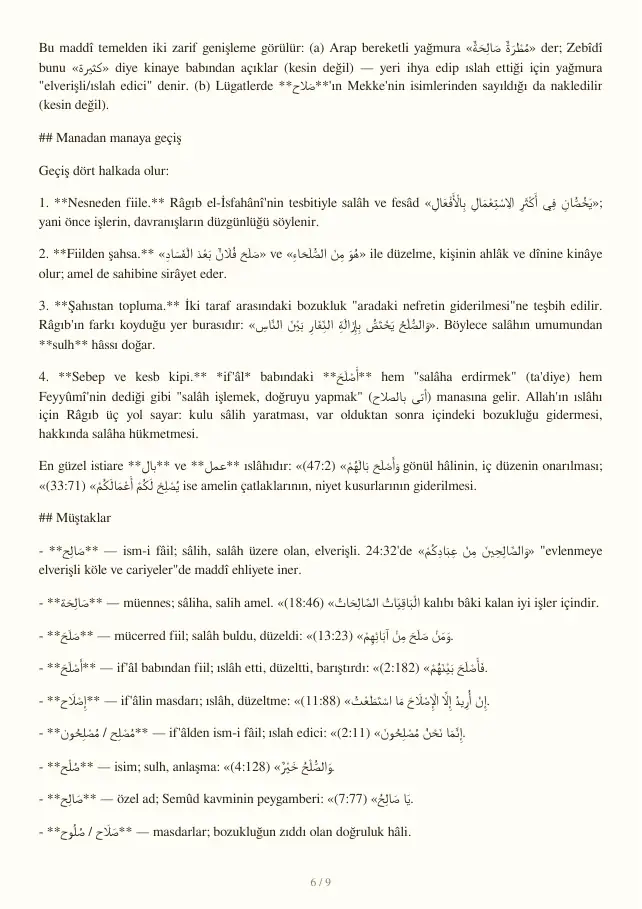 Bu maddî temelden iki zarif genişleme görülür: (a) Arap bereketli yağmura «مُطْرَةٌ صَالِحَةٌ» der; Zebîdî
bunu «كثيرة» diye kinaye babından açıklar (kesin değil) — yeri ihya edip ıslah ettiği için yağmura
"elverişli/ıslah edici" denir. (b) Lügatlerde **صَلاح**'ın Mekke'nin isimlerinden sayıldığı da nakledilir
(kesin değil).
## Manadan manaya geçiş
Geçiş dört halkada olur:
1. **Nesneden fiile.** Râgıb el-İsfahânî'nin tesbitiyle salâh ve fesâd «يَخُصَّانِ فِي أَكْثَرِ الِاسْتِعْمَالِ بِالْأَفْعَالِ»;
yani önce işlerin, davranışların düzgünlüğü söylenir.
2. **Fiilden şahsa.** «صَلَحَ فُلَانٌ بَعْدَ الْفَسَادِ» ve «هُوَ مِنَ الصُّلَحَاءِ» ile düzelme, kişinin ahlâk ve dînine kinâye
olur; amel de sahibine sirâyet eder.
3. **Şahıstan topluma.** İki taraf arasındaki bozukluk "aradaki nefretin giderilmesi"ne teşbih edilir.
Râgıb'ın farkı koyduğu yer burasıdır: «وَالصُّلْحُ يَخْتَصُّ بِإِزَالَةِ النِّفَارِ بَيْنَ النَّاسِ». Böylece salâhın umumundan
**sulh** hâssı doğar.
4. **Sebep ve kesb kipi.** *if'âl* babındaki **أَصْلَحَ** hem "salâha erdirmek" (ta'diye) hem
Feyyûmî'nin dediği gibi "salâh işlemek, doğruyu yapmak" (أتى بالصلاح) manasına gelir. Allah'ın ıslâhı
için Râgıb üç yol sayar: kulu sâlih yaratması, var olduktan sonra içindeki bozukluğu gidermesi,
hakkında salâha hükmetmesi.
En güzel istiare **بال** ve **عمل** ıslâhıdır: «وَأَصْلَحَ بَالَهُمْ» (47:2) gönül hâlinin, iç düzenin onarılması;
«يُصْلِحْ لَكُمْ أَعْمَالَكُمْ» (33:71) ise amelin çatlaklarının, niyet kusurlarının giderilmesi.
## Müştaklar
- **صَالِح** — ism-i fâil; sâlih, salâh üzere olan, elverişli. 24:32'de «وَالصَّالِحِينَ مِنْ عِبَادِكُمْ» "evlenmeye
elverişli köle ve cariyeler"de maddî ehliyete iner.
- **صَالِحَة** — müennes; sâliha, salih amel. «الْبَاقِيَاتُ الصَّالِحَاتُ» (18:46) kalıbı bâki kalan iyi işler içindir.
- **صَلَحَ** — mücerred fiil; salâh buldu, düzeldi: «وَمَنْ صَلَحَ مِنْ آبَائِهِمْ» (13:23).
- **أَصْلَحَ** — if'âl babından fiil; ıslâh etti, düzeltti, barıştırdı: «فَأَصْلَحَ بَيْنَهُمْ» (2:182).
- **إِصْلَاح** — if'âlin masdarı; ıslâh, düzeltme: «إِنْ أُرِيدُ إِلَّا الْإِصْلَاحَ مَا اسْتَطَعْتُ» (11:88).
- **مُصْلِح / مُصْلِحُون** — if'âlden ism-i fâil; ıslah edici: «إِنَّمَا نَحْنُ مُصْلِحُونَ» (2:11).
- **صُلْح** — isim; sulh, anlaşma: «وَالصُّلْحُ خَيْرٌ» (4:128).
- **صَالِح** — özel ad; Semûd kavminin peygamberi: «يَا صَالِحُ» (7:77).
- **صَلَاح / صُلُوح** — masdarlar; bozukluğun zıddı olan doğruluk hâli.
6 / 9